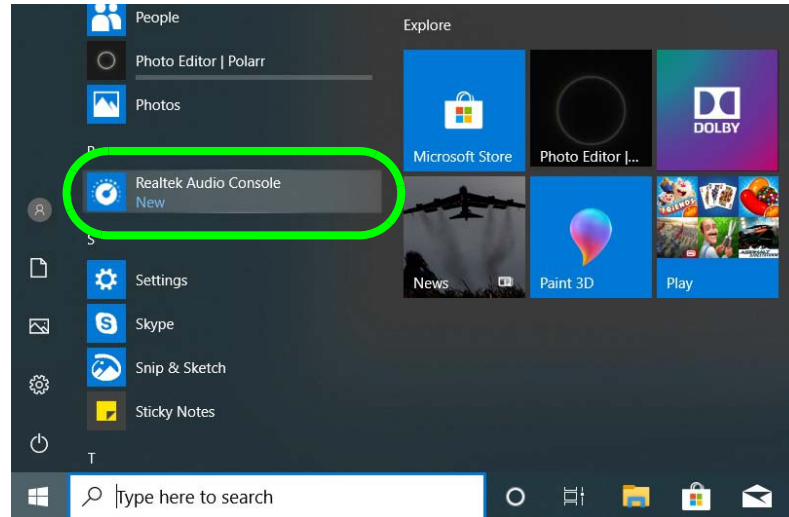 People
Photo Editor | Polarr
Photos
Realtek Audio Console
New
S
Settings
Skype
Snip & Sketch
Sticky Notes
T
Explore
Microsoft Store
Photo Editor |...
DOLBY
News
Paint 3D
Play
Type here to search